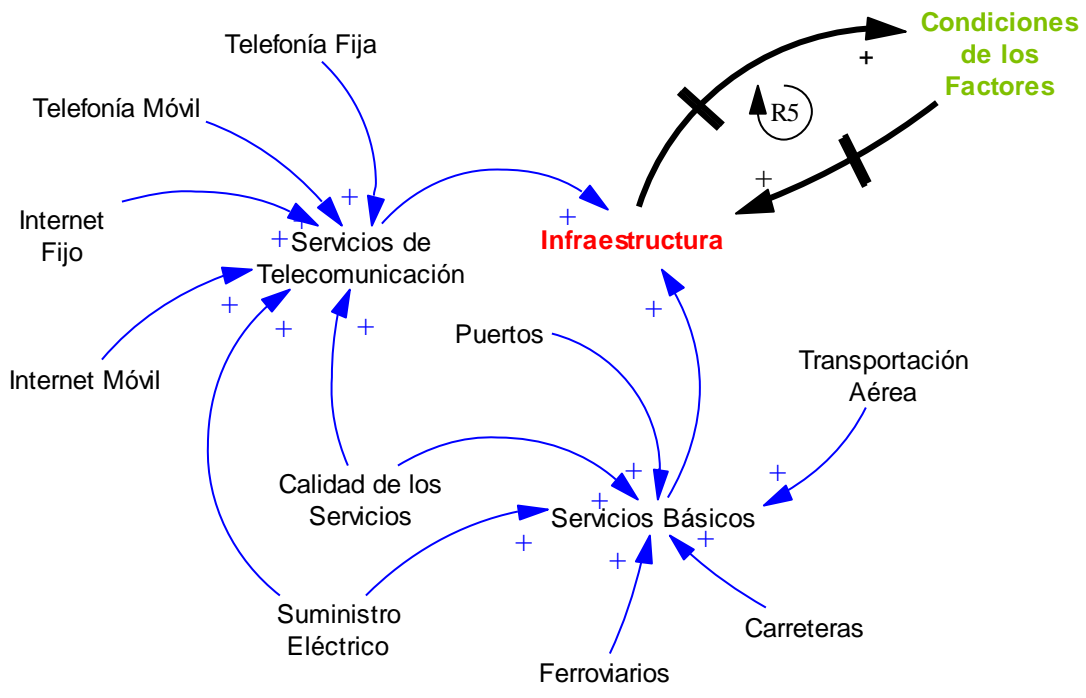 Condiciones
de los
Factores
Telefonía Fija
+
R5
Telefonía Móvil
+
+
Internet
Fijo
+
+
+
Servicios de
Telecomunicación
Infraestructura
+
+
+
+
Puertos
Internet Móvil
Transportación
Aérea
Calidad de los
Servicios
+
+
+
Servicios Básicos
+
+
+
Suministro
Eléctrico
Carreteras
Ferroviarios